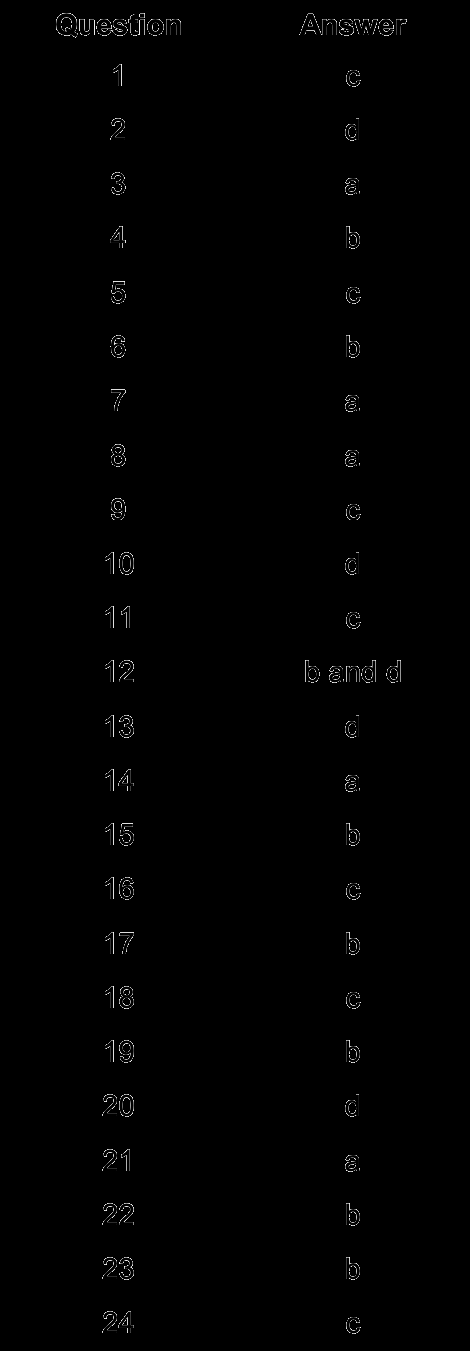 Question Answer
1 c
2 d
3 a
4 b
5 c
6 b
7 a
8 a
9 c
10 d
11 c
12 b and d
13 d
14 a
15 b
16 c
17 b
18 c
19 b
20 d
21 a
22 b
23 b
24 c